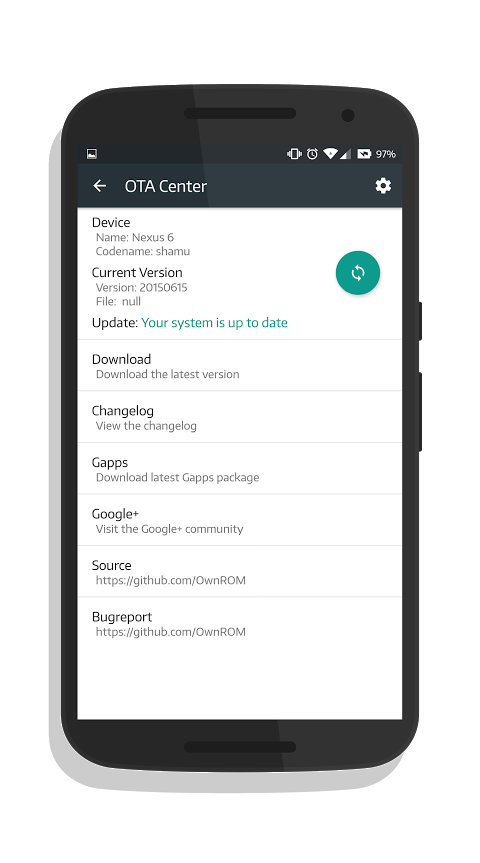 97%
OTA Center
Device
Name: Nexus 6
Codename: shamu
Current Version
Version: 20150615
File: null
Update: Your system is up to date
Download
Download the latest version
Changelog
View the changelog
Gapps
Download latest Gapps package
Google+
Visit the Google+ community
Source
https://github.com/OwnROM
Bugreport
https://github.com/OwnROM